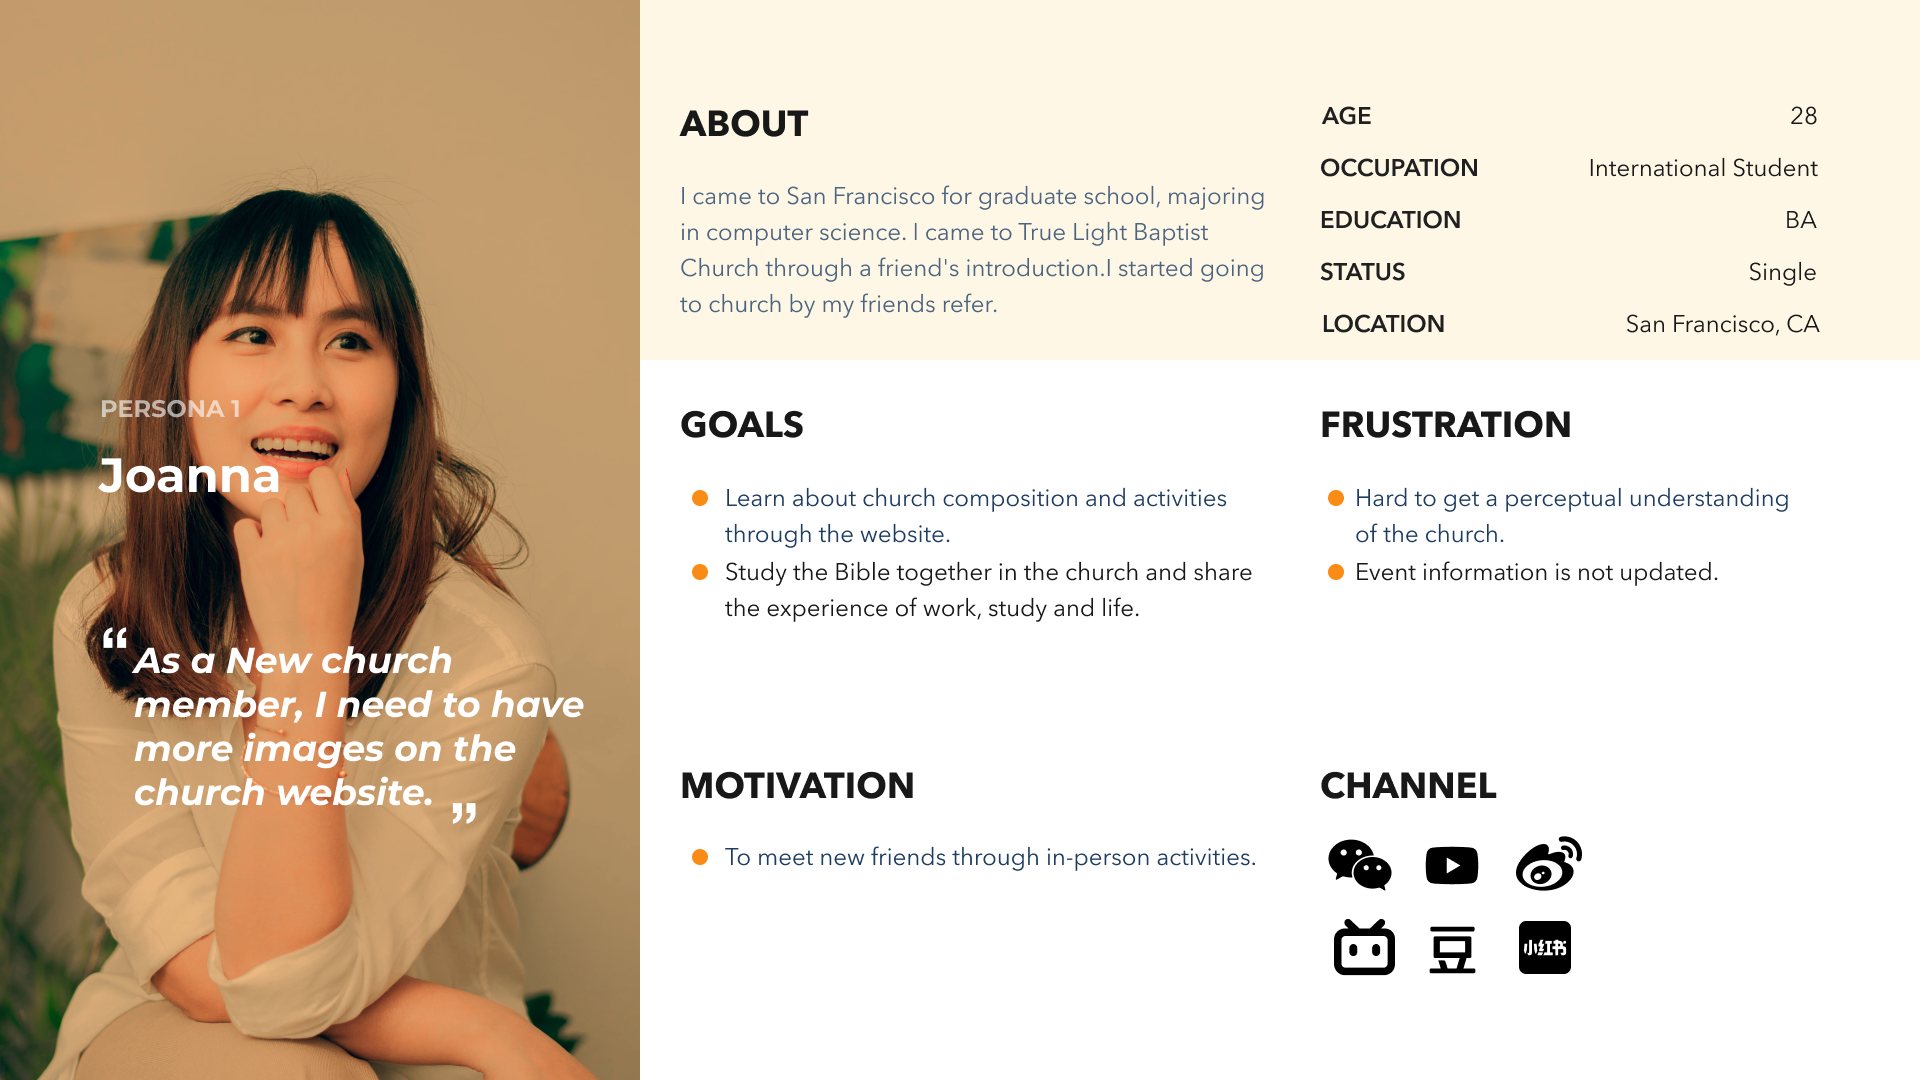 PERSONA 1
Joanna
“ As a New church
member, I need to have
more images on the
church website. ”
ABOUT
I came to San Francisco for graduate school, majoring
in computer science. I came to True Light Baptist
Church through a friend's introduction.I started going
to church by my friends refer.
AGE 28
OCCUPATION International Student
EDUCATION BA
STATUS Single
LOCATION San Francisco, CA
GOALS
Learn about church composition and activities
through the website.
Study the Bible together in the church and share
the experience of work, study and life.
FRUSTRATION
Hard to get a perceptual understanding
of the church.
Event information is not updated.
MOTIVATION
To meet new friends through in-person activities.
CHANNEL
豆
小红书